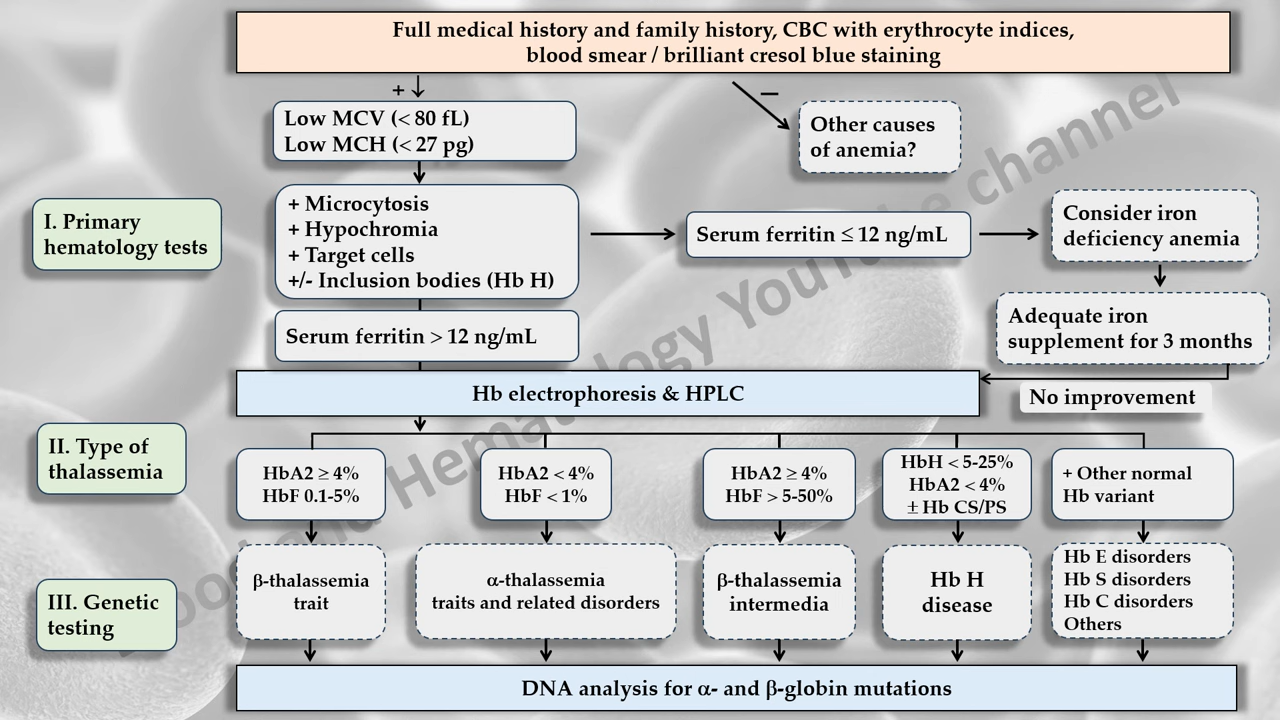 Full medical history and family history, CBC with erythrocyte indices,
blood smear / brilliant cresol blue staining
+
–
Low MCV (< 80 fL)
Low MCH (< 27 pg)
Other causes
of anemia?
I. Primary
hematology tests
+ Microcytosis
+ Hypochromia
+ Target cells
+/- Inclusion bodies (Hb H)
Serum ferritin ≤ 12 ng/mL
Consider iron
deficiency anemia
Adequate iron
supplement for 3 months
Serum ferritin > 12 ng/mL
No improvement
Hb electrophoresis & HPLC
II. Type of
thalassemia
HbA2 ≥ 4%
HbF 0.1-5%
HbA2 < 4%
HbF < 1%
HbA2 ≥ 4%
HbF > 5-50%
HbH < 5-25%
HbA2 < 4%
± Hb CS/PS
+ Other normal
Hb variant
III. Genetic
testing
β-thalassemia
trait
α-thalassemia
traits and related disorders
β-thalassemia
intermedia
Hb H
disease
Hb E disorders
Hb S disorders
Hb C disorders
Others
DNA analysis for α- and β-globin mutations
Hematology YouTube channel